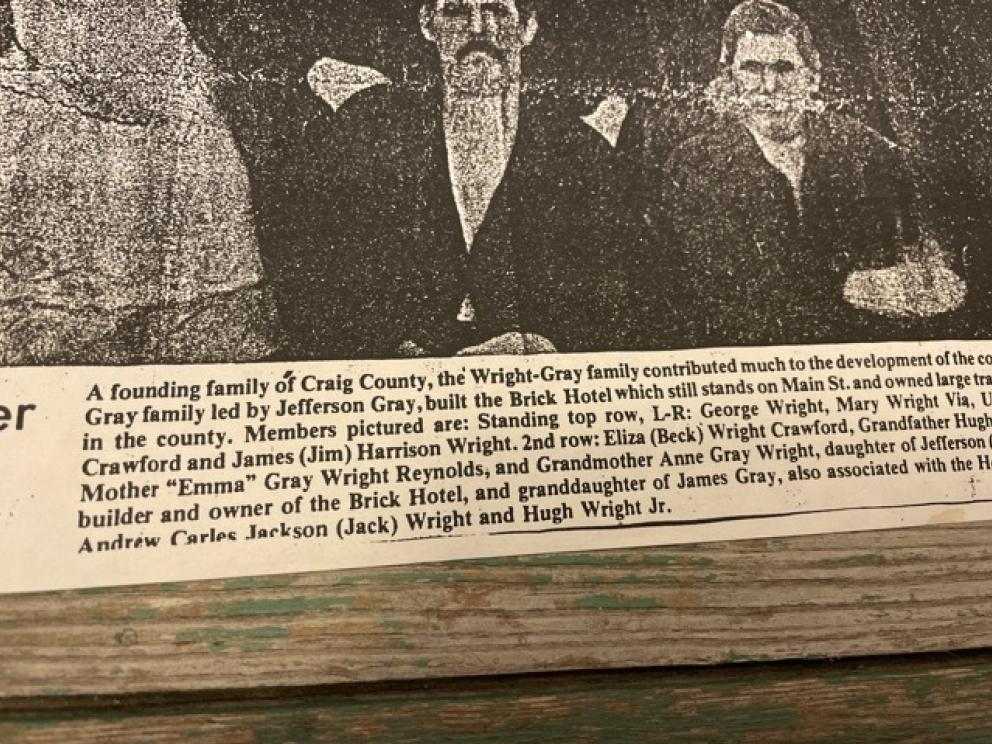 er
A founding family of Craig County, the Wright-Gray family contributed much to the development of the co
Gray family led by Jefferson Gray, built the Brick Hotel which still stands on Main St. and owned large tra
in the county. Members pictured are: Standing top row, L-R: George Wright, Mary Wright Via, U
Crawford and James (Jim) Harrison Wright. 2nd row: Eliza (Beck) Wright Crawford, Grandfather Hugh
Mother “Emma” Gray Wright Reynolds, and Grandmother Anne Gray Wright, daughter of Jefferson (
builder and owner of the Brick Hotel, and granddaughter of James Gray, also associated with the H
Andrew Carles Jackson (Jack) Wright and Hugh Wright Jr.